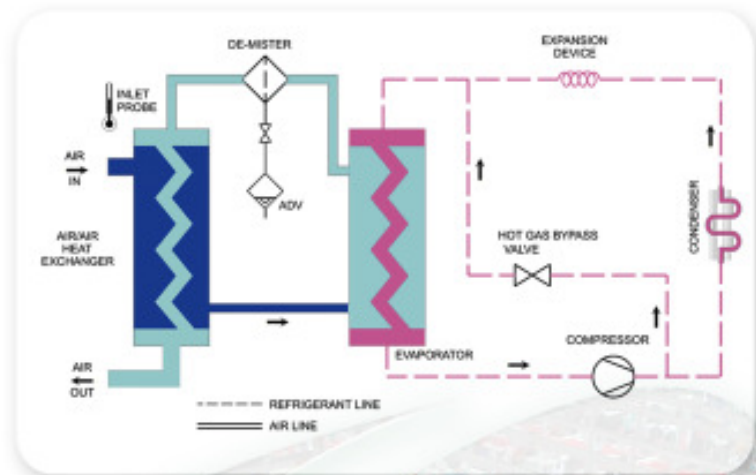 DE-MISTER
EXPANSION
DEVICE
INLET
PROBE
AIR
IN
ADV
AIR/AIR
HEAT
EXCHANGER
HOT GAS BYPASS
VALVE
CONDENSER
EVAPORATOR
COMPRESSOR
AIR
OUT
REFRIGERANT LINE
AIR LINE